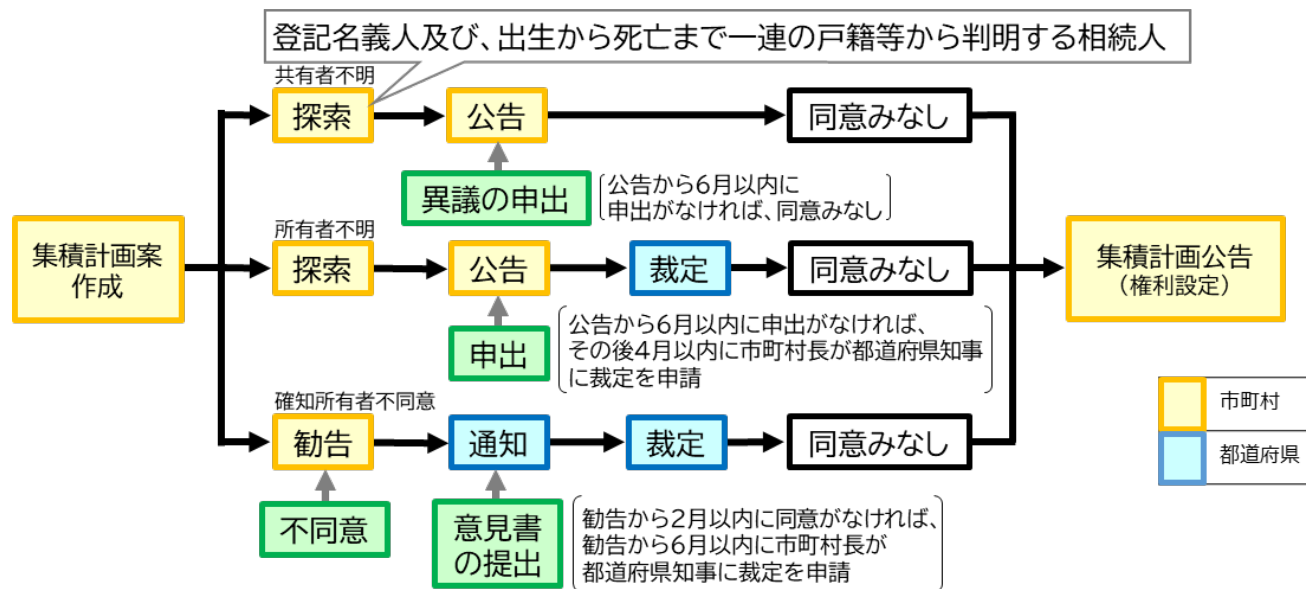 登記名義人及び、出生から死亡まで一連の戸籍等から判明する相続人
共有者不明
探索
公告
同意みなし
異議の申出
公告から6月以内に
申出がなければ、同意みなし
集積計画案
作成
所有者不明
探索
公告
裁定
同意みなし
集積計画公告
（権利設定）
申出
公告から6月以内に申出がなければ、
その後4月以内に市町村長が都道府県知事
に裁定を申請
確知所有者不同意
勧告
通知
裁定
同意みなし
不同意
意見書
の提出
勧告から2月以内に同意がなければ、
勧告から6月以内に市町村長が
都道府県知事に裁定を申請
市町村
都道府県